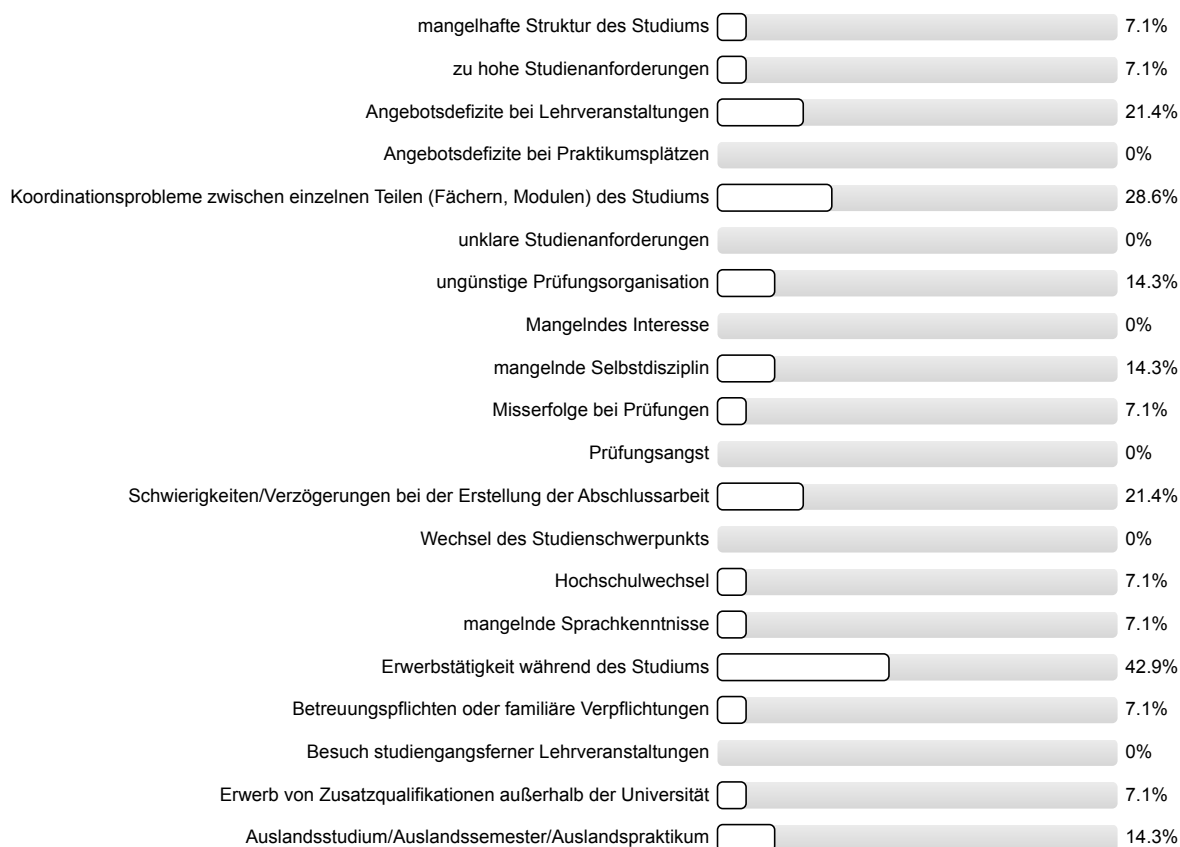 mangelhafte Struktur des Studiums 7.1%
zu hohe Studienanforderungen 7.1%
Angebotsdefizite bei Lehrveranstaltungen 21.4%
Angebotsdefizite bei Praktikumsplätzen 0%
Koordinationsprobleme zwischen einzelnen Teilen (Fächern, Modulen) des Studiums 28.6%
unklare Studienanforderungen 0%
ungünstige Prüfungsorganisation 14.3%
Mangelndes Interesse 0%
mangelnde Selbstdisziplin 14.3%
Misserfolge bei Prüfungen 7.1%
Prüfungsangst 0%
Schwierigkeiten/Verzögerungen bei der Erstellung der Abschlussarbeit 21.4%
Wechsel des Studienschwerpunkts 0%
Hochschulwechsel 7.1%
mangelnde Sprachkenntnisse 7.1%
Erwerbstätigkeit während des Studiums 42.9%
Betreuungspflichten oder familiäre Verpflichtungen 7.1%
Besuch studiengangsferner Lehrveranstaltungen 0%
Erwerb von Zusatzqualifikationen außerhalb der Universität 7.1%
Auslandsstudium/Auslandssemester/Auslandspraktikum 14.3%